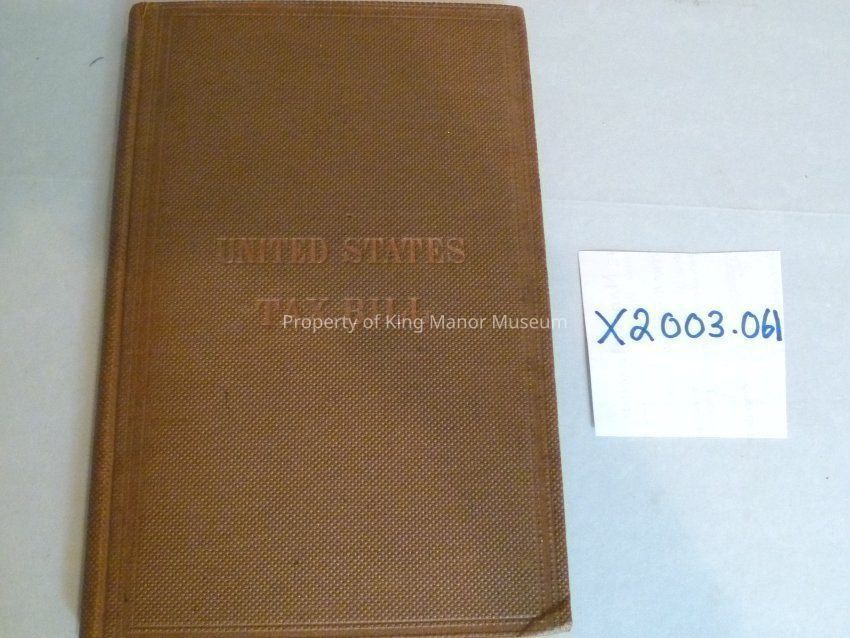 UNITED STATES
TAX BILL
Property of King Manor Museum
X2003.061